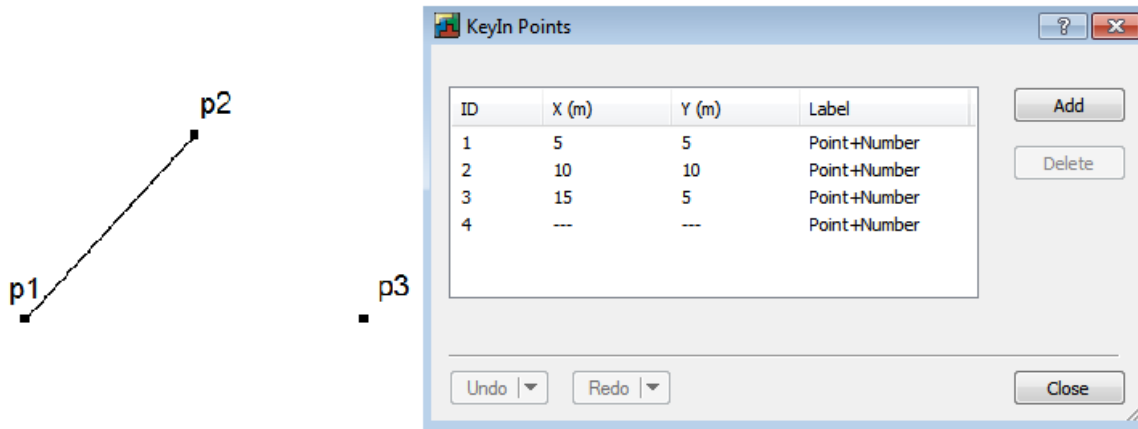 p2
p1
p3
KeyIn Points
ID X (m) Y (m) Label
1 5 5 Point+Number
2 10 10 Point+Number
3 15 5 Point+Number
4 --- --- Point+Number
Add
Delete
Undo Redo Close